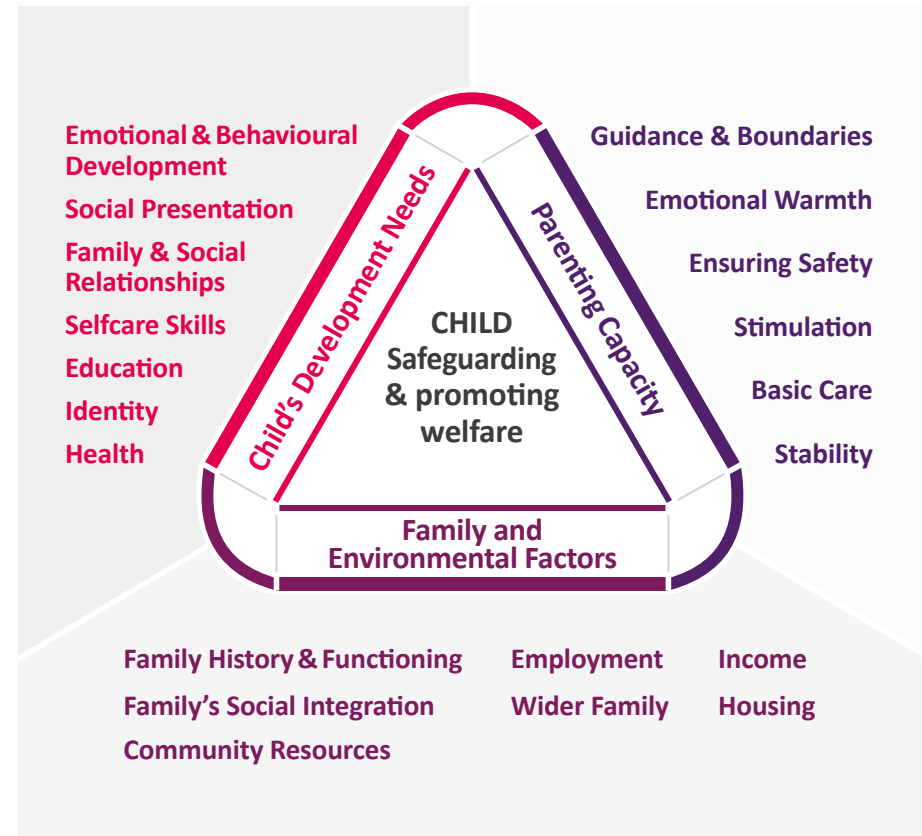 Emotional & Behavioural
Development
Social Presentation
Family & Social
Relationships
Selfcare Skills
Education
Identity
Health
Child's Development Needs
CHILD
Safeguarding
& promoting
welfare
Parenting Capacity
Guidance & Boundaries
Emotional Warmth
Ensuring Safety
Stimulation
Basic Care
Stability
Family and
Environmental Factors
Family History & Functioning
Family’s Social Integration
Community Resources
Employment
Wider Family
Income
Housing